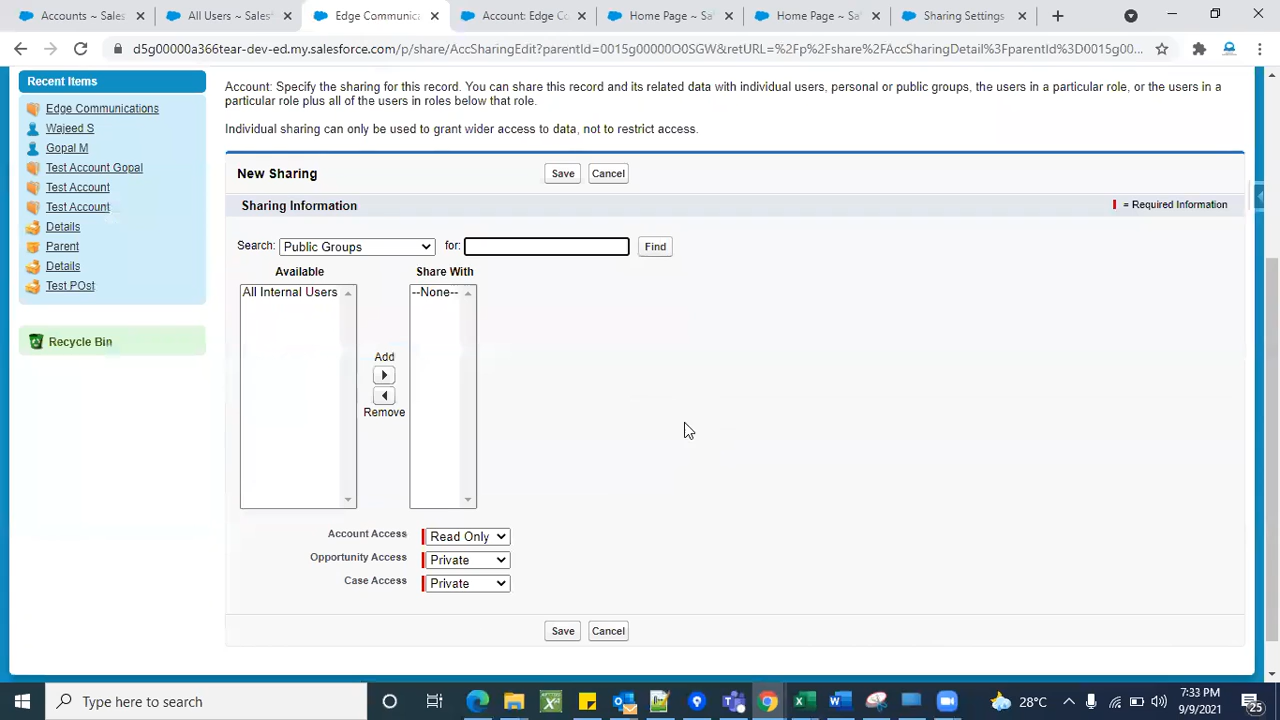 Accounts ~ Sales
All Users ~ Sales
Edge Communica
Account: Edge Co
Home Page ~ Sa
Home Page ~ Sa
Sharing Settings
d5g00000a366tear-dev-ed.my.salesforce.com/p/share/AccSharingEdit?parentId=0015g00000O0SGW&retURL=%2Fp%2Fshare%2FAccSharingDetail%3FparentId%3D0015g00...
Recent Items
Edge Communications
Wajeed S
Gopal M
Test Account Gopal
Test Account
Test Account
Details
Parent
Details
Test POst
Recycle Bin
Account: Specify the sharing for this record. You can share this record and its related data with individual users, personal or public groups, the users in a particular role, or the users in a
particular role plus all of the users in roles below that role.
Individual sharing can only be used to grant wider access to data, not to restrict access.
New Sharing
Save
Cancel
Sharing Information
= Required Information
Search: Public Groups for: Find
Available
Share With
All Internal Users
--None--
Add
Remove
Account Access Read Only
Opportunity Access Private
Case Access Private
Save
Cancel
Type here to search
28°C
7:33 PM
9/9/2021
25